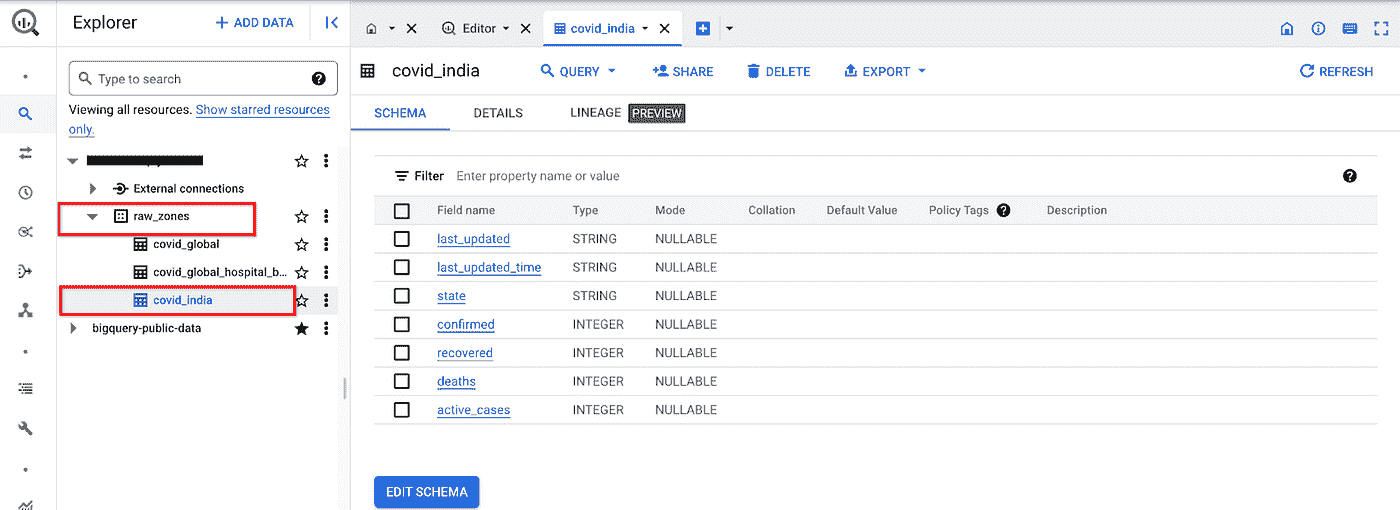 Explorer
+ ADD DATA
Type to search
Viewing all resources. Show starred resources
only.
External connections
raw_zones
covid_global
covid_global_hospital_b...
covid_india
bigquery-public-data
Editor
covid_india
covid_india
QUERY
SHARE
DELETE
EXPORT
REFRESH
SCHEMA DETAILS LINEAGE PREVIEW
Filter Enter property name or value
Field name Type Mode Collation Default Value Policy Tags Description
last_updated STRING NULLABLE
last_updated_time STRING NULLABLE
state STRING NULLABLE
confirmed INTEGER NULLABLE
recovered INTEGER NULLABLE
deaths INTEGER NULLABLE
active_cases INTEGER NULLABLE
EDIT SCHEMA